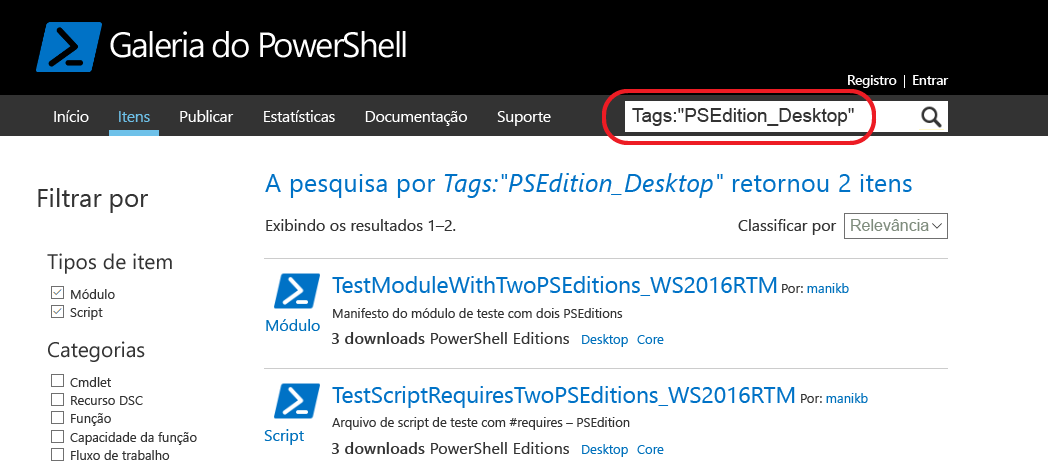 Galeria do PowerShell
Registro | Entrar
Início Itens Publicar Estatísticas Documentação Suporte Tags:"PSEdition_Desktop"
Filtrar por
Tipos de item
Módulo
Script
Categorias
Cmdlet
Recurso DSC
Função
Capacidade da função
Fluxo de trabalho
A pesquisa por Tags:"PSEdition_Desktop" retornou 2 itens
Exibindo os resultados 1–2. Classificar por Relevância
TestModuleWithTwoPSEditions_WS2016RTM Por: manikb
Módulo
Manifesto do módulo de teste com dois PSEditions
3 downloads PowerShell Editions Desktop Core
TestScriptRequiresTwoPSEditions_WS2016RTM Por: manikb
Script
Arquivo de script de teste com #requires – PSEdition
3 downloads PowerShell Editions Desktop Core